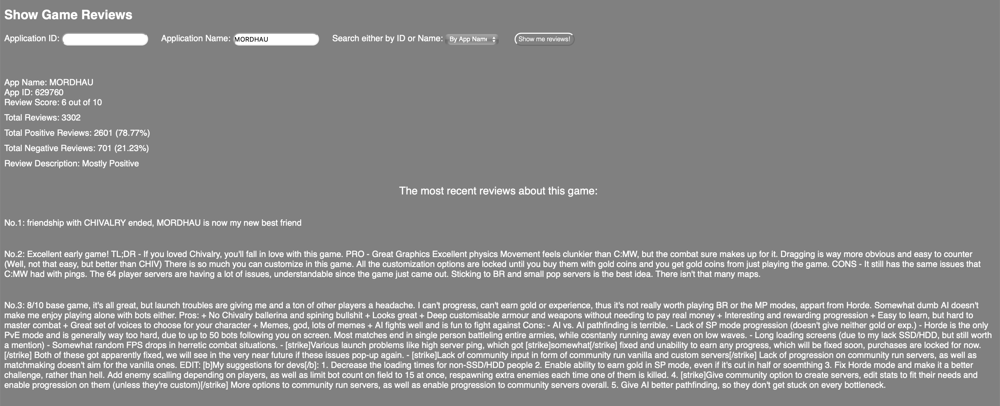 Show Game Reviews
Application ID: Application Name: MORDHAU Search either by ID or Name: By App Name Show me reviews!
App Name: MORDHAU
App ID: 629760
Review Score: 6 out of 10
Total Reviews: 3302
Total Positive Reviews: 2601 (78.77%)
Total Negative Reviews: 701 (21.23%)
Review Description: Mostly Positive
The most recent reviews about this game:
No.1: friendship with CHIVALRY ended, MORDHAU is now my new best friend
No.2: Excellent early game! TL;DR - If you loved Chivalry, you'll fall in love with this game. PRO - Great Graphics Excellent physics Movement feels clunkier than C:MW, but the combat sure makes up for it. Dragging is way more obvious and easy to counter
(Well, not that easy, but better than CHIV) There is so much you can customize in this game. All the customization options are locked until you buy them with gold coins and you get gold coins from just playing the game. CONS - It still has the same issues that
C:MW had with pings. The 64 player servers are having a lot of issues, understandable since the game just came out. Sticking to BR and small pop servers is the best idea. There isn't that many maps.
No.3: 8/10 base game, it's all great, but launch troubles are giving me and a ton of other players a headache. I can't progress, can't earn gold or experience, thus it's not really worth playing BR or the MP modes, appart from Horde. Somewhat dumb AI doesn't
make me enjoy playing alone with bots either. Pros: + No Chivalry ballerina and spining bullshit + Looks great + Deep customisable armour and weapons without needing to pay real money + Interesting and rewarding progression + Easy to learn, but hard to
master combat + Great set of voices to choose for your character + Memes, god, lots of memes + AI fights well and is fun to fight against Cons: - AI vs. AI pathfinding is terrible. - Lack of SP mode progression (doesn't give neither gold or exp.) - Horde is the only
PvE mode and is generally way too hard, due to up to 50 bots following you on screen. Most matches end in single person battleling entire armies, while cosntanly running away even on low waves. - Long loading screens (due to my lack SSD/HDD, but still worth
a mention) - Somewhat random FPS drops in herretic combat situations. - [strike]Various launch problems like high server ping, which got [strike]somewhat[/strike] fixed and unability to earn any progress, which will be fixed soon, purchases are locked for now.
[/strike] Both of these got apparently fixed, we will see in the very near future if these issues pop-up again. - [strike]Lack of community input in form of community run vanilla and custom servers[/strike] Lack of progression on community run servers, as well as
matchmaking doesn't aim for the vanilla ones. EDIT: [b]My suggestions for devs[/b]: 1. Decrease the loading times for non-SSD/HDD people 2. Enable ability to earn gold in SP mode, even if it's cut in half or soemthing 3. Fix Horde mode and make it a better
challenge, rather than hell. Add enemy scalling depending on players, as well as limit bot count on field to 15 at once, respawning extra enemies each time one of them is killed. 4. [strike]Give community option to create servers, edit stats to fit their needs and
enable progression on them (unless they're custom)[/strike] More options to community run servers, as well as enable progression to community servers overall. 5. Give AI better pathfinding, so they don't get stuck on every bottleneck.